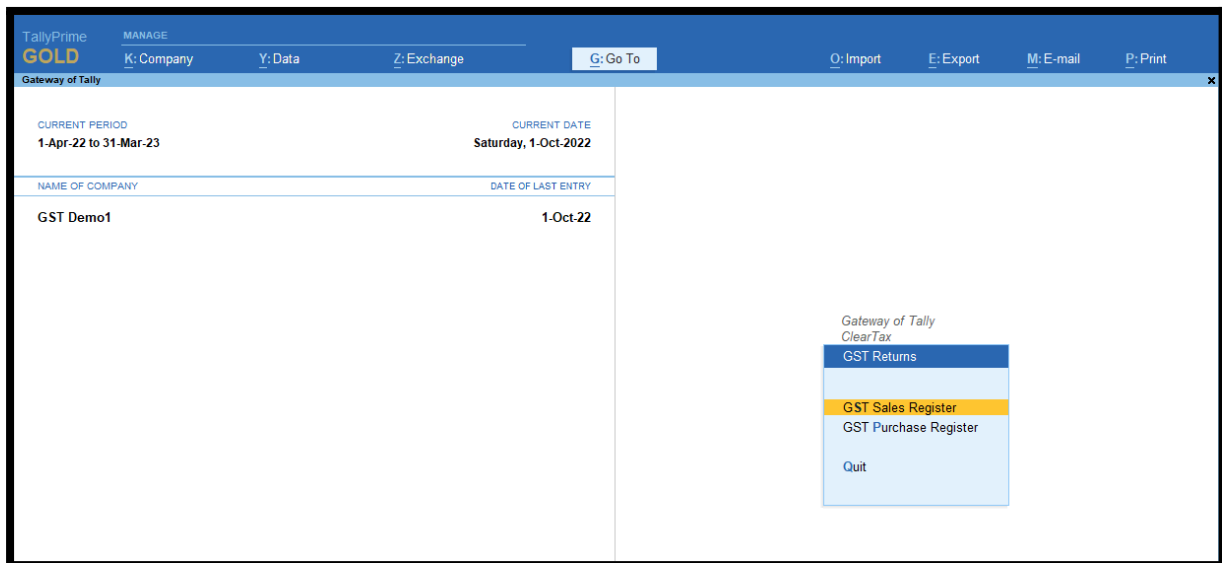 TallyPrime
GOLD
MANAGE
K: Company Y: Data Z: Exchange G: Go To O: Import E: Export M: E-mail P: Print
Gateway of Tally ×
CURRENT PERIOD CURRENT DATE
1-Apr-22 to 31-Mar-23 Saturday, 1-Oct-2022
NAME OF COMPANY DATE OF LAST ENTRY
GST Demo1 1-Oct-22
Gateway of Tally
ClearTax
GST Returns
GST Sales Register
GST Purchase Register
Quit